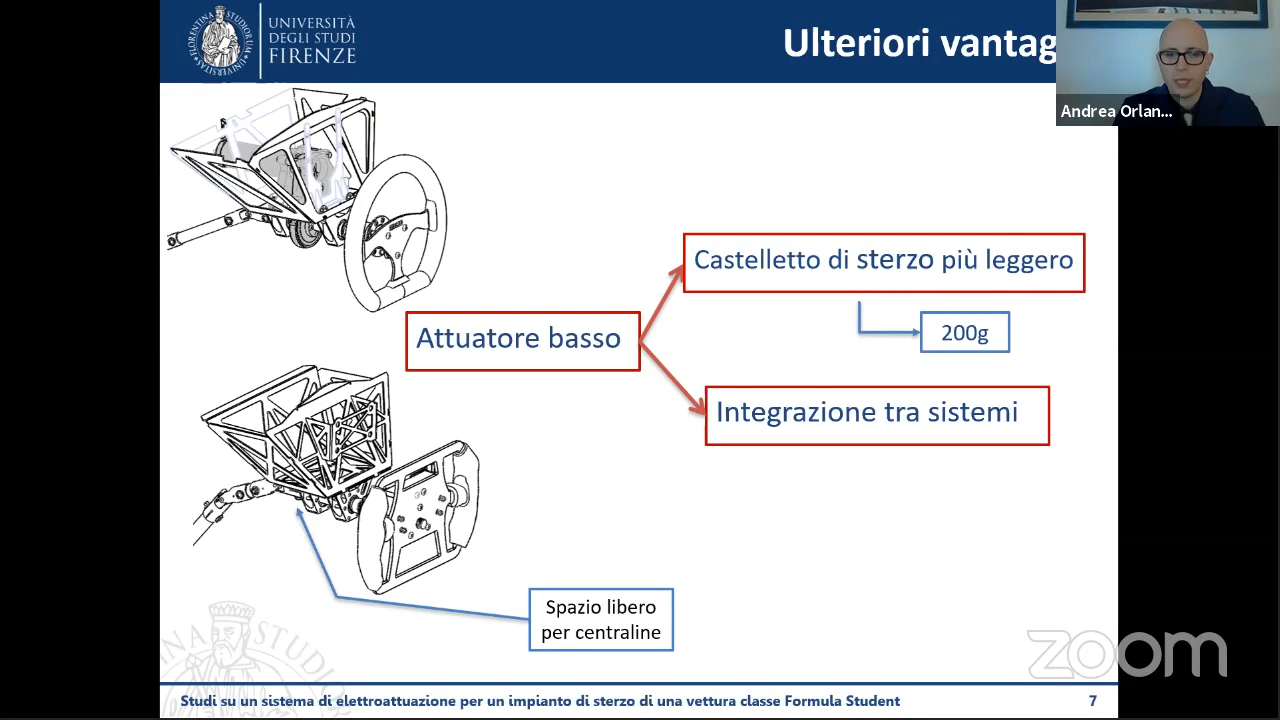 UNIVERSITÀ
DEGLI STUDI
FIRENZE
Ulteriori vantag
Andrea Orlan...
Castelletto di sterzo più leggero
200g
Attuatore basso
Integrazione tra sistemi
Spazio libero
per centraline
zoom
Studi su un sistema di elettroattuazione per un impianto di sterzo di una vettura classe Formula Student
7